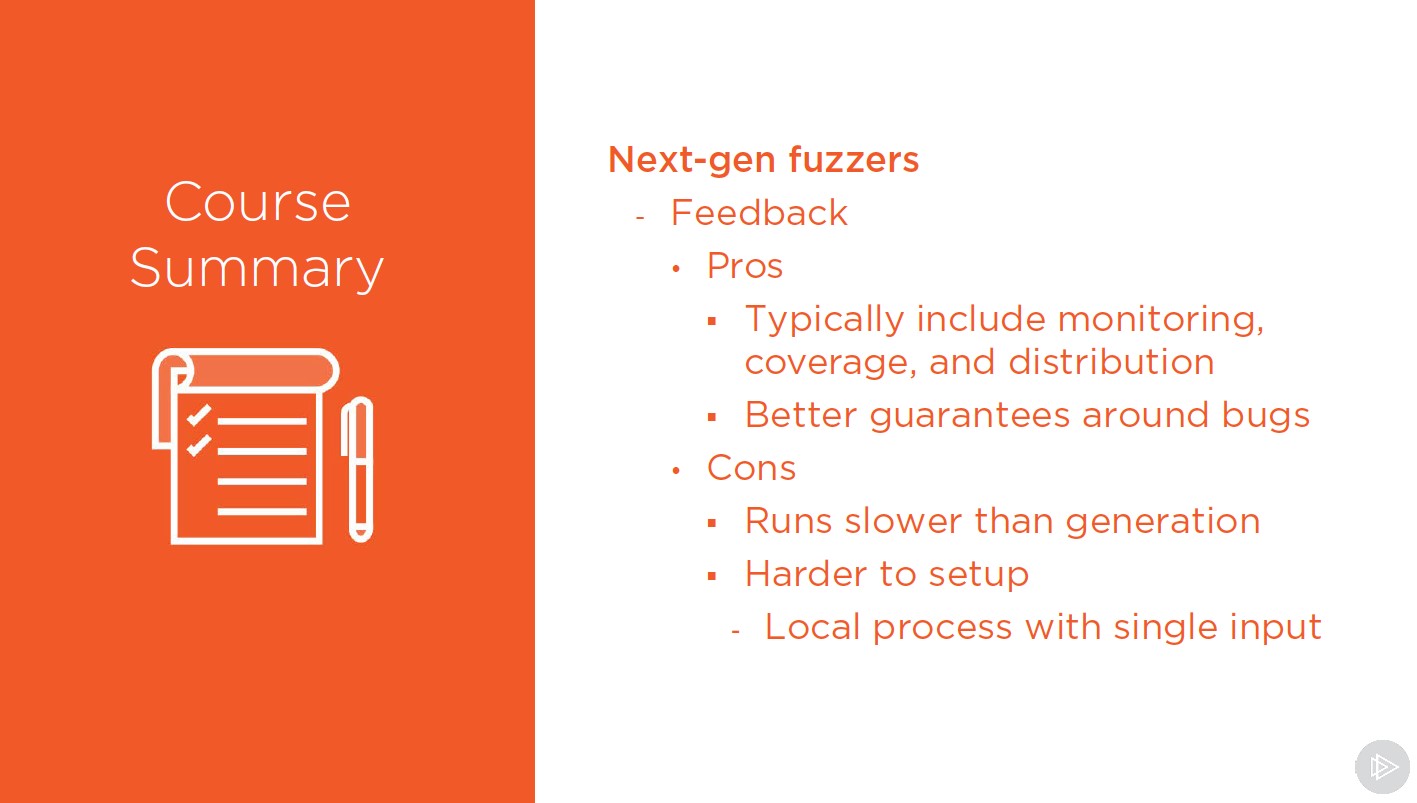 Course
Summary
Next-gen fuzzers
- Feedback
• Pros
▪ Typically include monitoring,
coverage, and distribution
▪ Better guarantees around bugs
• Cons
▪ Runs slower than generation
▪ Harder to setup
- Local process with single input